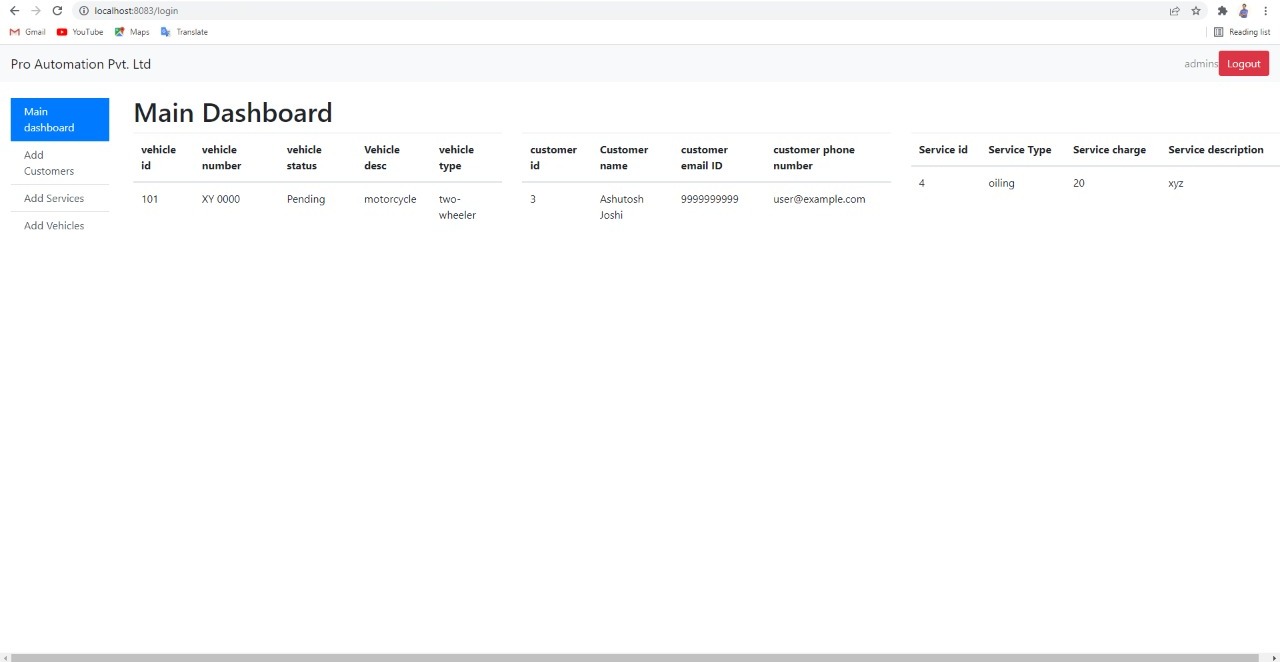 localhost:8083/login
Gmail YouTube Maps Translate Reading list
Pro Automation Pvt. Ltd admins Logout
Main dashboard
Add Customers
Add Services
Add Vehicles
Main Dashboard
vehicle id vehicle number vehicle status Vehicle desc vehicle type
101 XY 0000 Pending motorcycle two-wheeler
customer id Customer name customer email ID customer phone number
3 Ashutosh Joshi 9999999999 user@example.com
Service id Service Type Service charge Service description
4 oiling 20 xyz